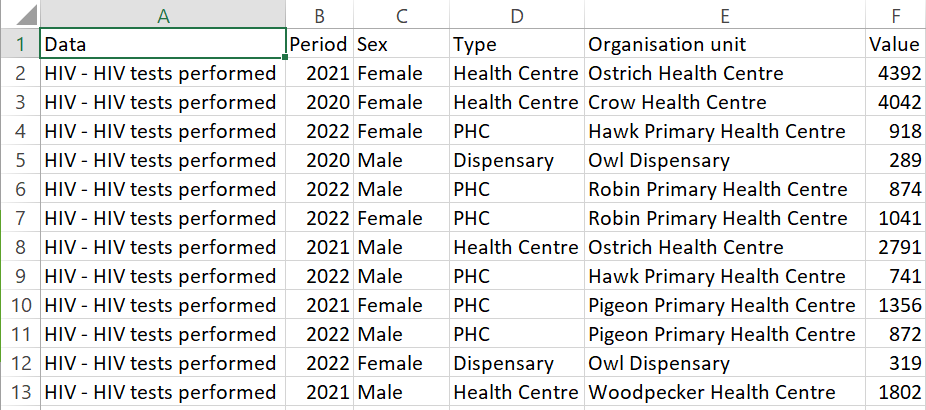 A B C D E F
1 Data Period Sex Type Organisation unit Value
2 HIV - HIV tests performed 2021 Female Health Centre Ostrich Health Centre 4392
3 HIV - HIV tests performed 2020 Female Health Centre Crow Health Centre 4042
4 HIV - HIV tests performed 2022 Female PHC Hawk Primary Health Centre 918
5 HIV - HIV tests performed 2020 Male Dispensary Owl Dispensary 289
6 HIV - HIV tests performed 2022 Male PHC Robin Primary Health Centre 874
7 HIV - HIV tests performed 2022 Female PHC Robin Primary Health Centre 1041
8 HIV - HIV tests performed 2021 Male Health Centre Ostrich Health Centre 2791
9 HIV - HIV tests performed 2022 Male PHC Hawk Primary Health Centre 741
10 HIV - HIV tests performed 2021 Female PHC Pigeon Primary Health Centre 1356
11 HIV - HIV tests performed 2022 Male PHC Pigeon Primary Health Centre 872
12 HIV - HIV tests performed 2022 Female Dispensary Owl Dispensary 319
13 HIV - HIV tests performed 2021 Male Health Centre Woodpecker Health Centre 1802